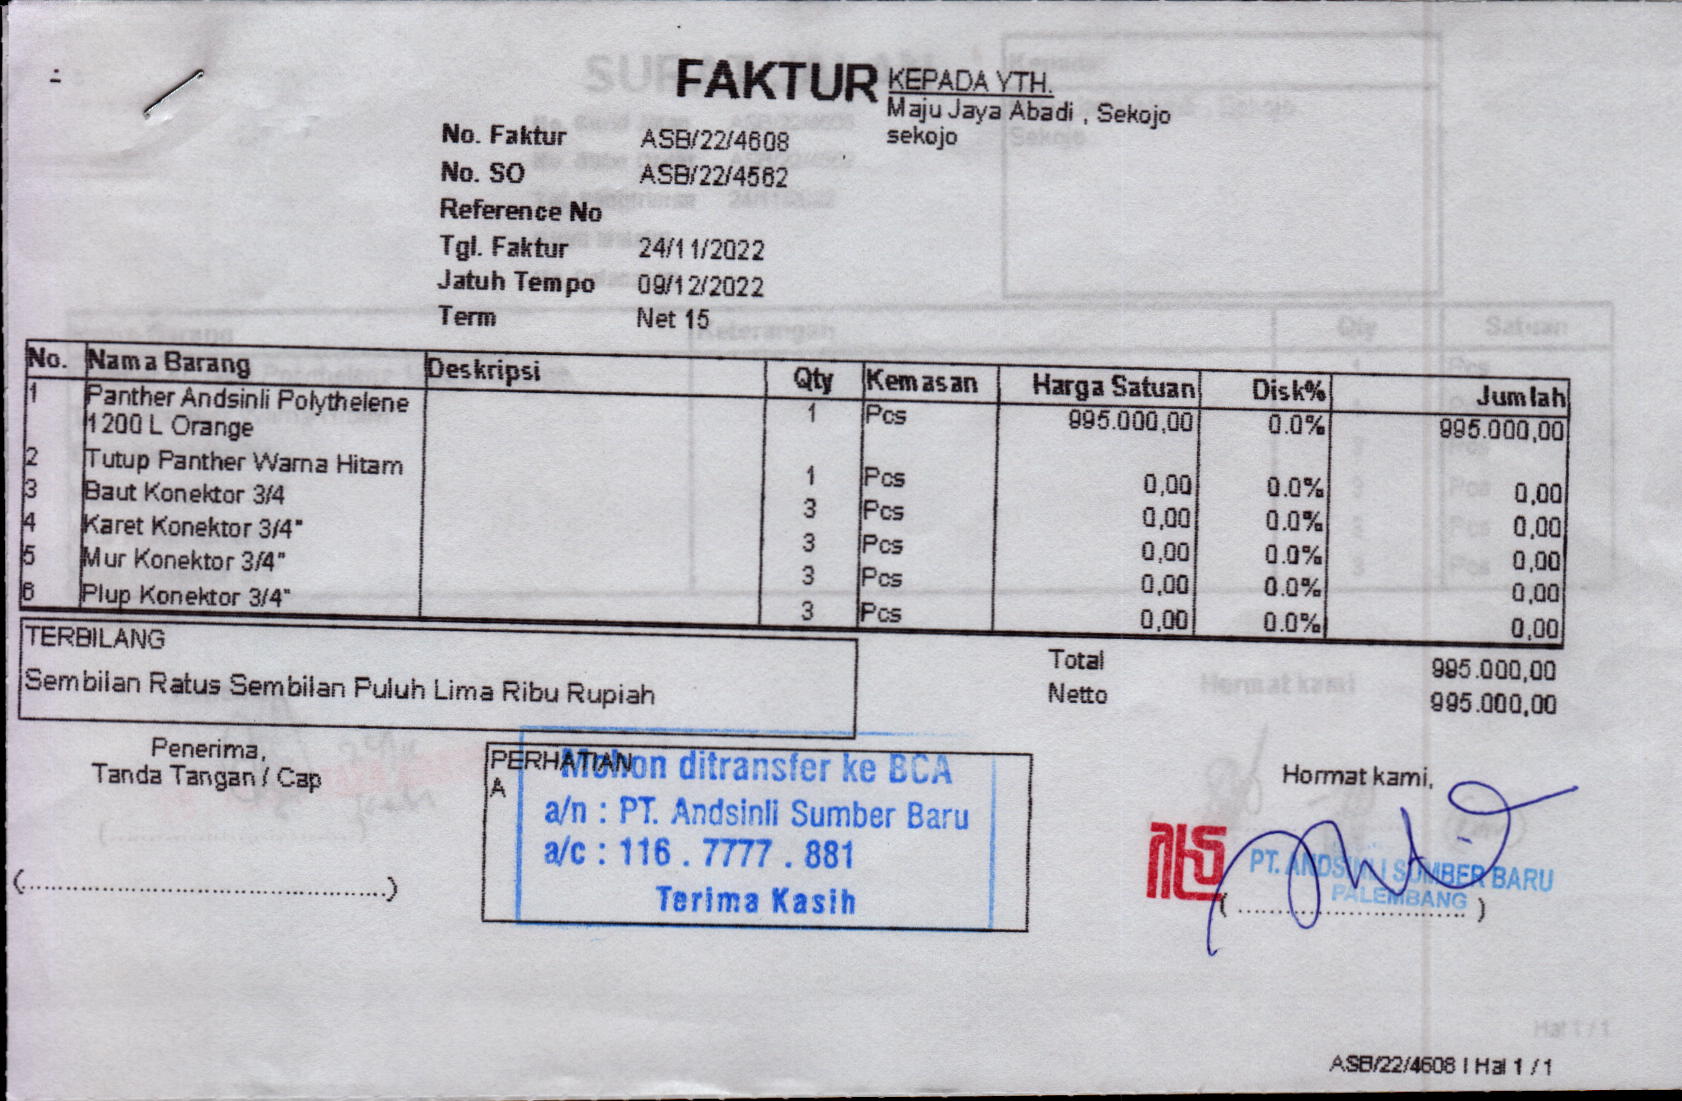 FAKTUR
KEPADA YTH.
Maju Jaya Abadi , Sekojo
sekojo
No. Faktur ASB/22/4608
No. SO ASB/22/4562
Reference No
Tgl. Faktur 24/11/2022
Jatuh Tempo 09/12/2022
Term Net 15
No. Nama Barang Deskripsi Qty Kemasan Harga Satuan Disk% Jumlah
1 Panther Andsinli Polythelene 1 Pcs 995.000,00 0.0% 995.000,00
1200 L Orange
2 Tutup Panther Warna Hitam 1 Pcs 0,00 0.0% 0,00
3 Baut Konektor 3/4 3 Pcs 0,00 0.0% 0,00
4 Karet Konektor 3/4" 3 Pcs 0,00 0.0% 0,00
5 Mur Konektor 3/4" 3 Pcs 0,00 0.0% 0,00
6 Plup Konektor 3/4" 3 Pcs 0,00 0.0% 0,00
TERBILANG
Sembilan Ratus Sembilan Puluh Lima Ribu Rupiah
Total 995.000,00
Netto 995.000,00
Penerima,
Tanda Tangan / Cap
(..............................................)
PERHATIAN
A
Mohon ditransfer ke BCA
a/n : PT. Andsinli Sumber Baru
a/c : 116 . 7777 . 881
Terima Kasih
Hormat kami,
PT. ANDSINLI SUMBER BARU
PALEMBANG
( .............................. )
ASB/22/4608 | Hal 1 / 1